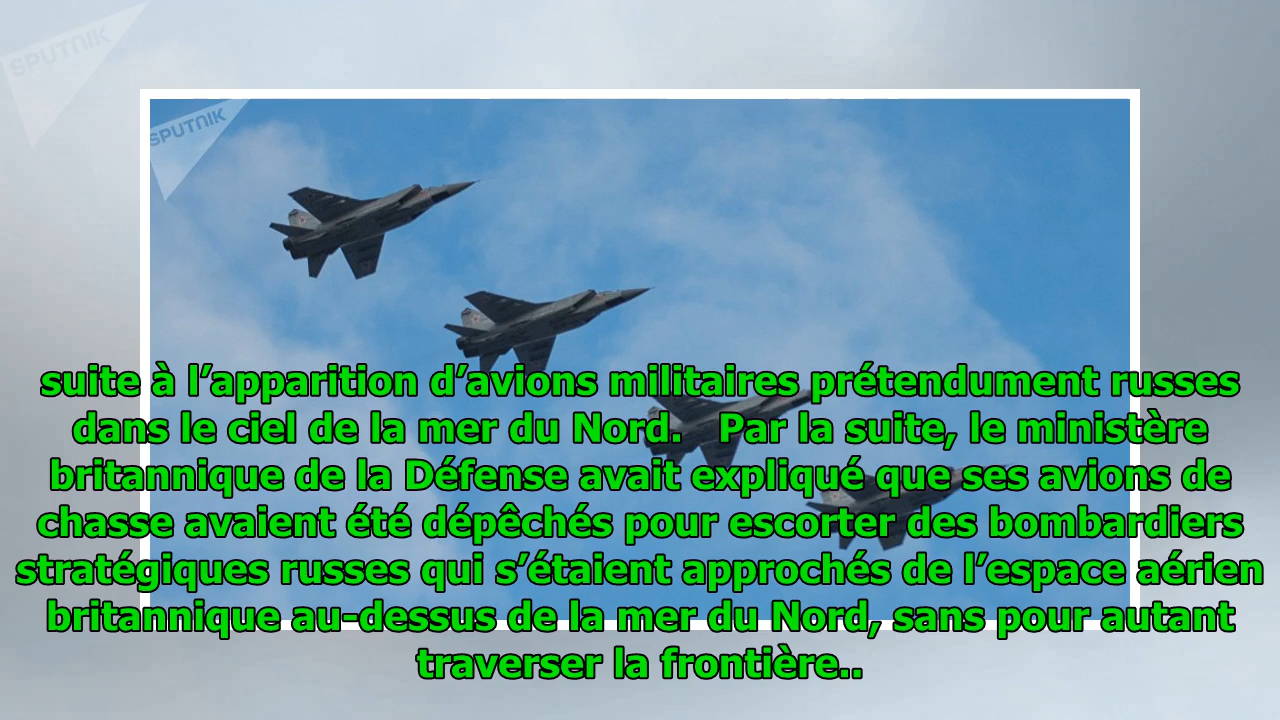 SPUTNIK
SPUTNIK
suite à l’apparition d’avions militaires prétendument russes
dans le ciel de la mer du Nord.   Par la suite, le ministère
britannique de la Défense avait expliqué que ses avions de
chasse avaient été dépêchés pour escorter des bombardiers
stratégiques russes qui s’étaient approchés de l’espace aérien
britannique au-dessus de la mer du Nord, sans pour autant
traverser la frontière..